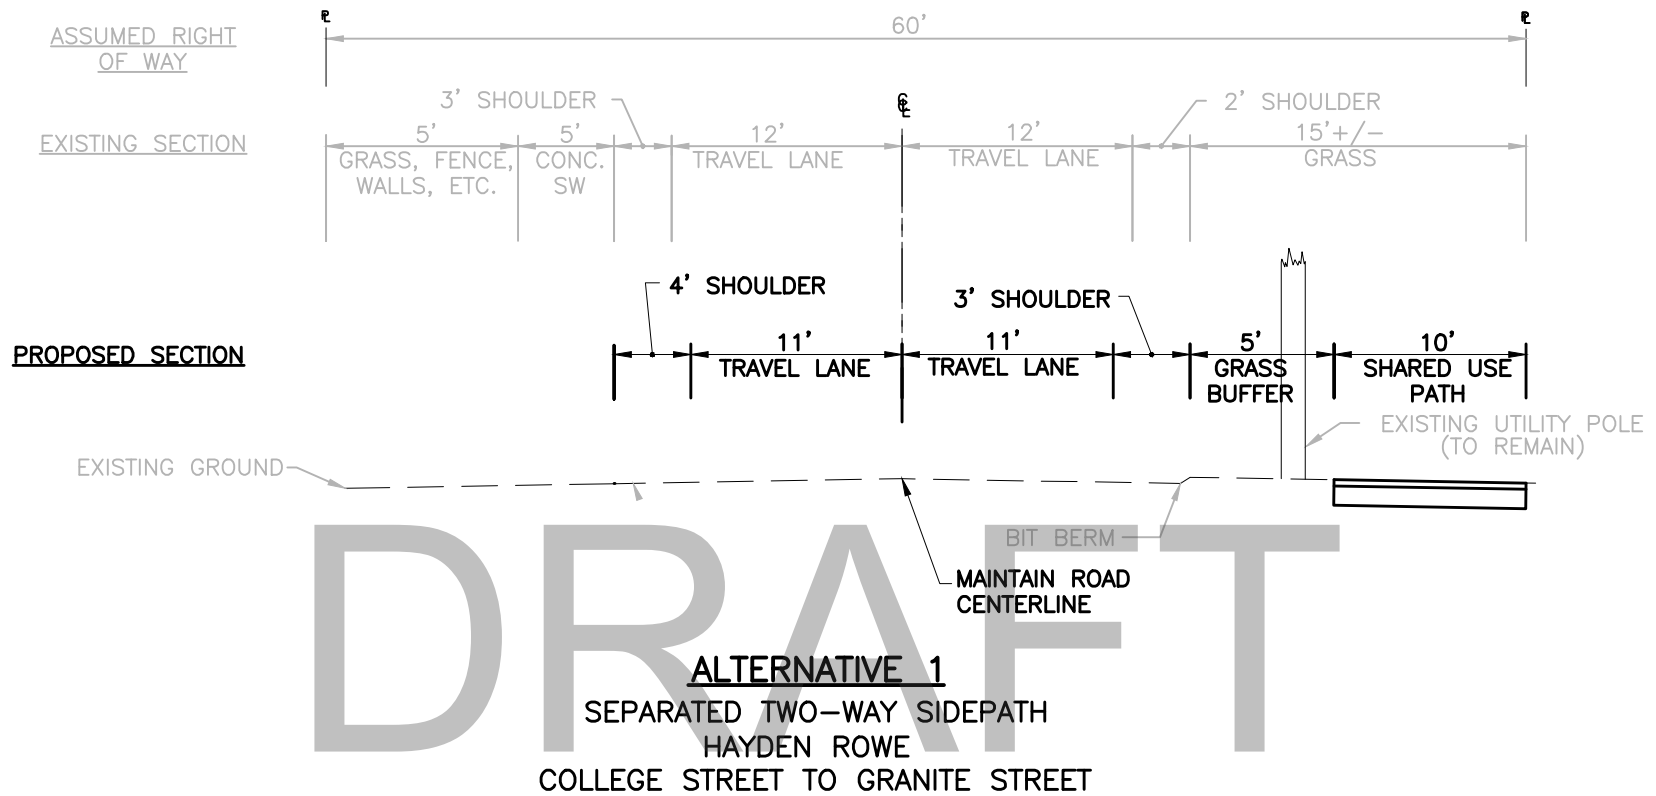 ASSUMED RIGHT
OF WAY
PL
60'
PL
EXISTING SECTION
3' SHOULDER
5'
GRASS, FENCE,
WALLS, ETC.
5'
CONC.
SW
12'
TRAVEL LANE
CL
12'
TRAVEL LANE
2' SHOULDER
15'+/-
GRASS
PROPOSED SECTION
4' SHOULDER
11'
TRAVEL LANE
11'
TRAVEL LANE
3' SHOULDER
5'
GRASS
BUFFER
10'
SHARED USE
PATH
EXISTING UTILITY POLE
(TO REMAIN)
EXISTING GROUND
BIT BERM
MAINTAIN ROAD
CENTERLINE
DRAFT
ALTERNATIVE 1
SEPARATED TWO-WAY SIDEPATH
HAYDEN ROWE
COLLEGE STREET TO GRANITE STREET